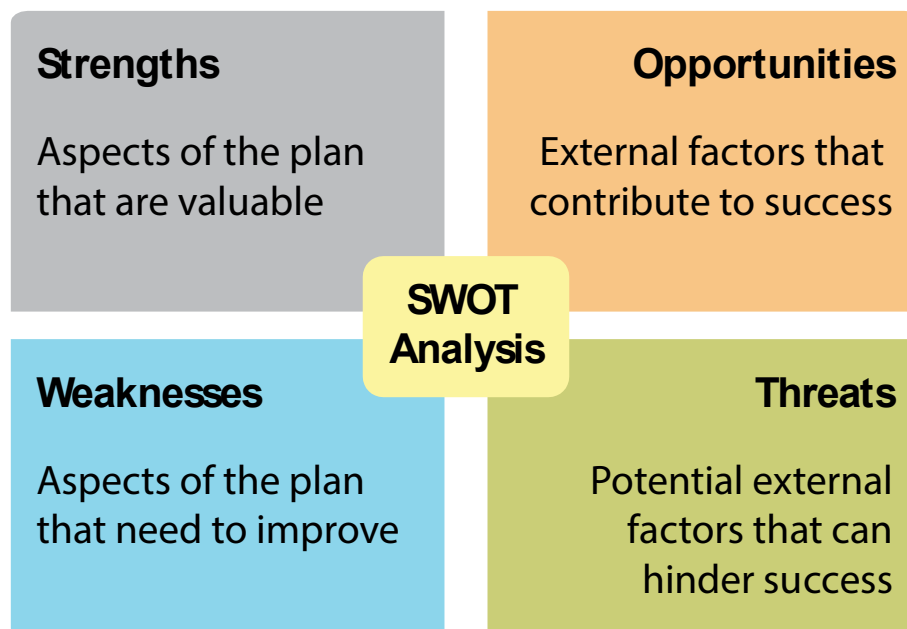 Strengths
Aspects of the plan
that are valuable
Opportunities
External factors that
contribute to success
SWOT
Analysis
Weaknesses
Aspects of the plan
that need to improve
Threats
Potential external
factors that can
hinder success